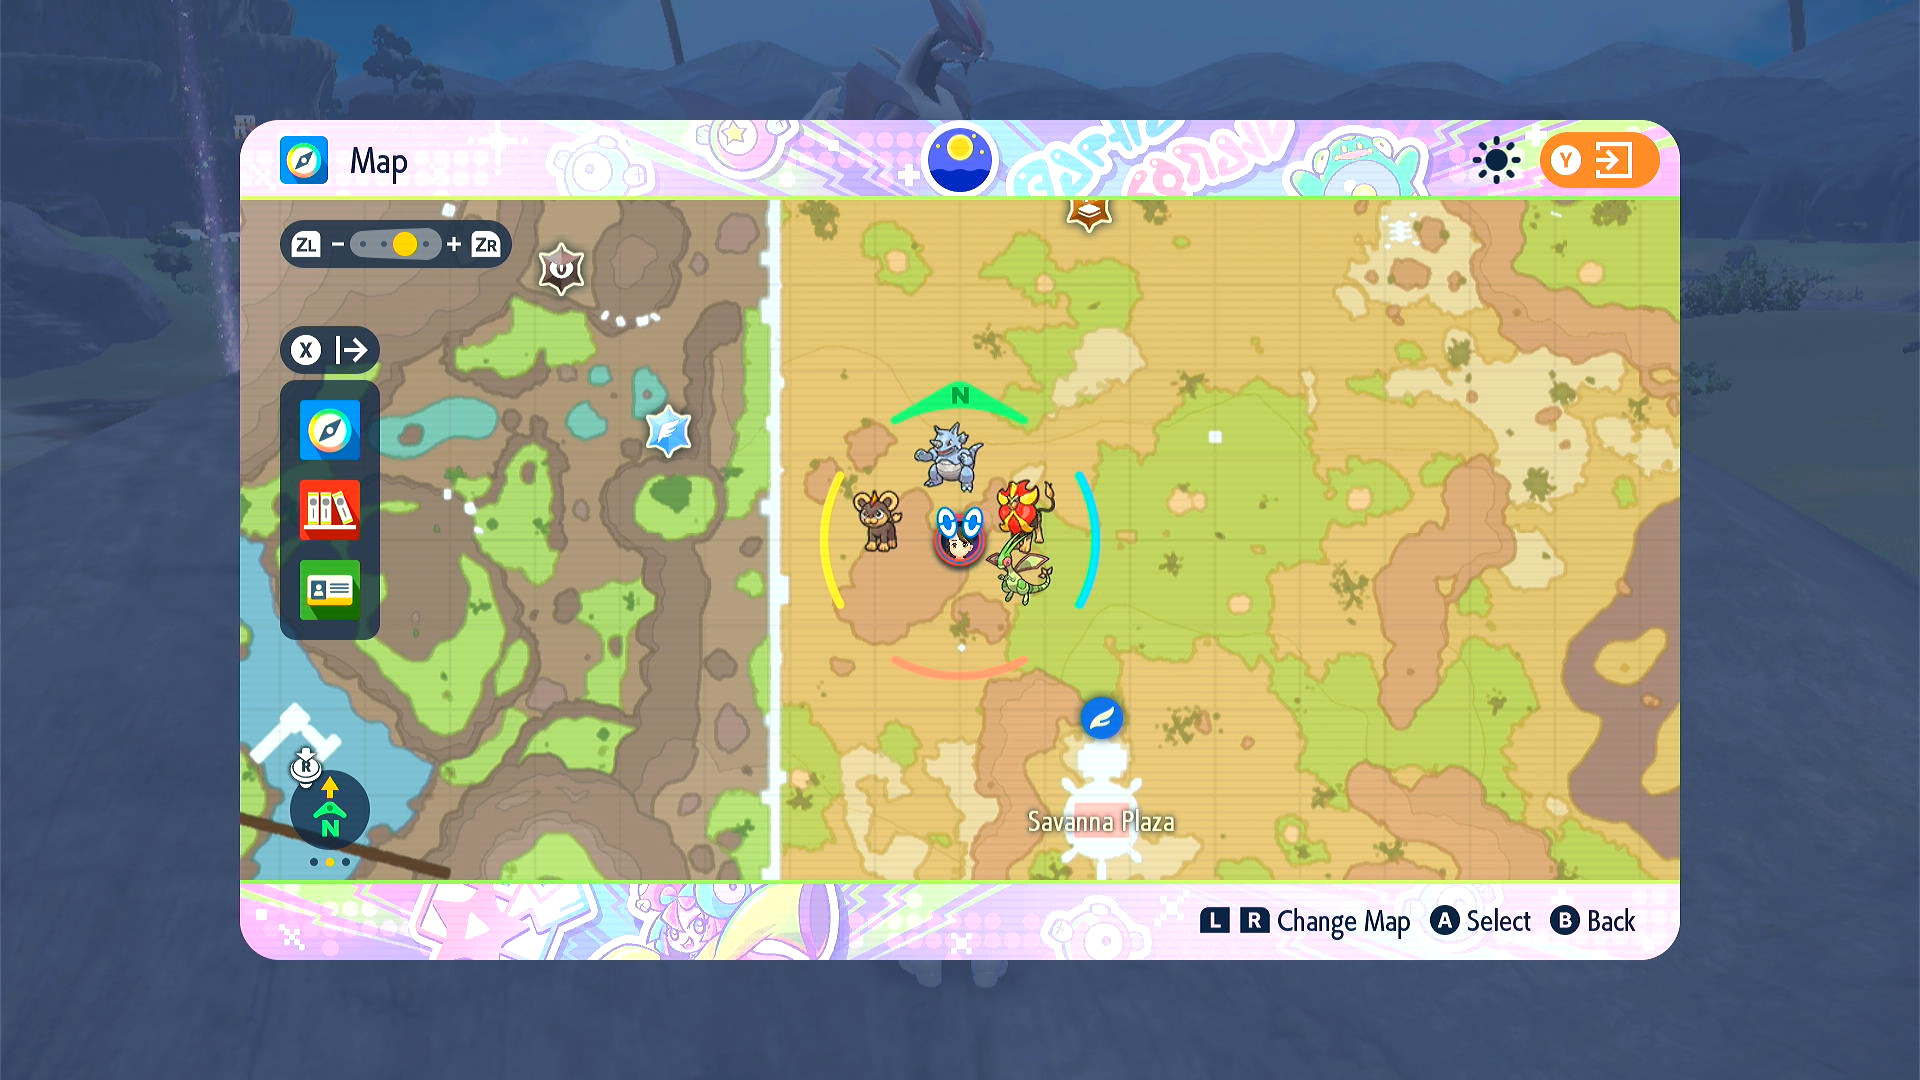 Map
Y
ZL - + ZR
X
N
R
N
Savanna Plaza
L R Change Map A Select B Back